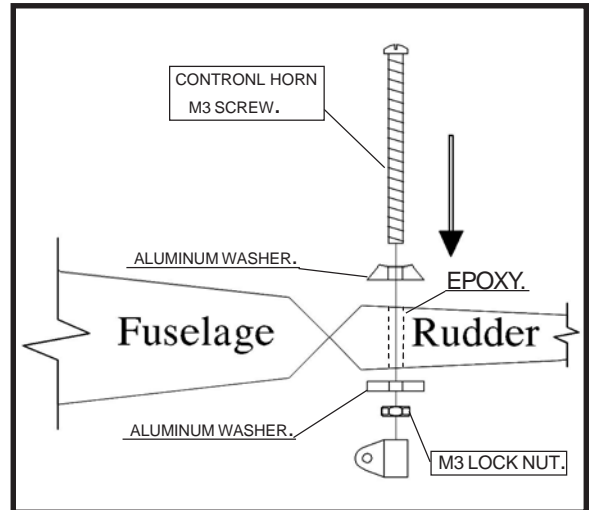 CONTRONL HORN
M3 SCREW.
ALUMINUM WASHER.
EPOXY.
Fuselage
Rudder
ALUMINUM WASHER.
M3 LOCK NUT.